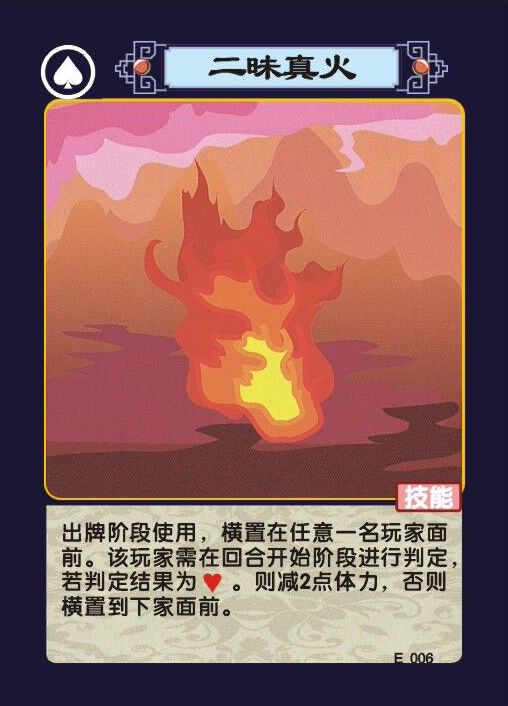 二昧真火
技能
出牌阶段使用，横置在任意一名玩家面
前。该玩家需在回合开始阶段进行判定，
若判定结果为♥。则减2点体力，否则
横置到下家面前。
E 006